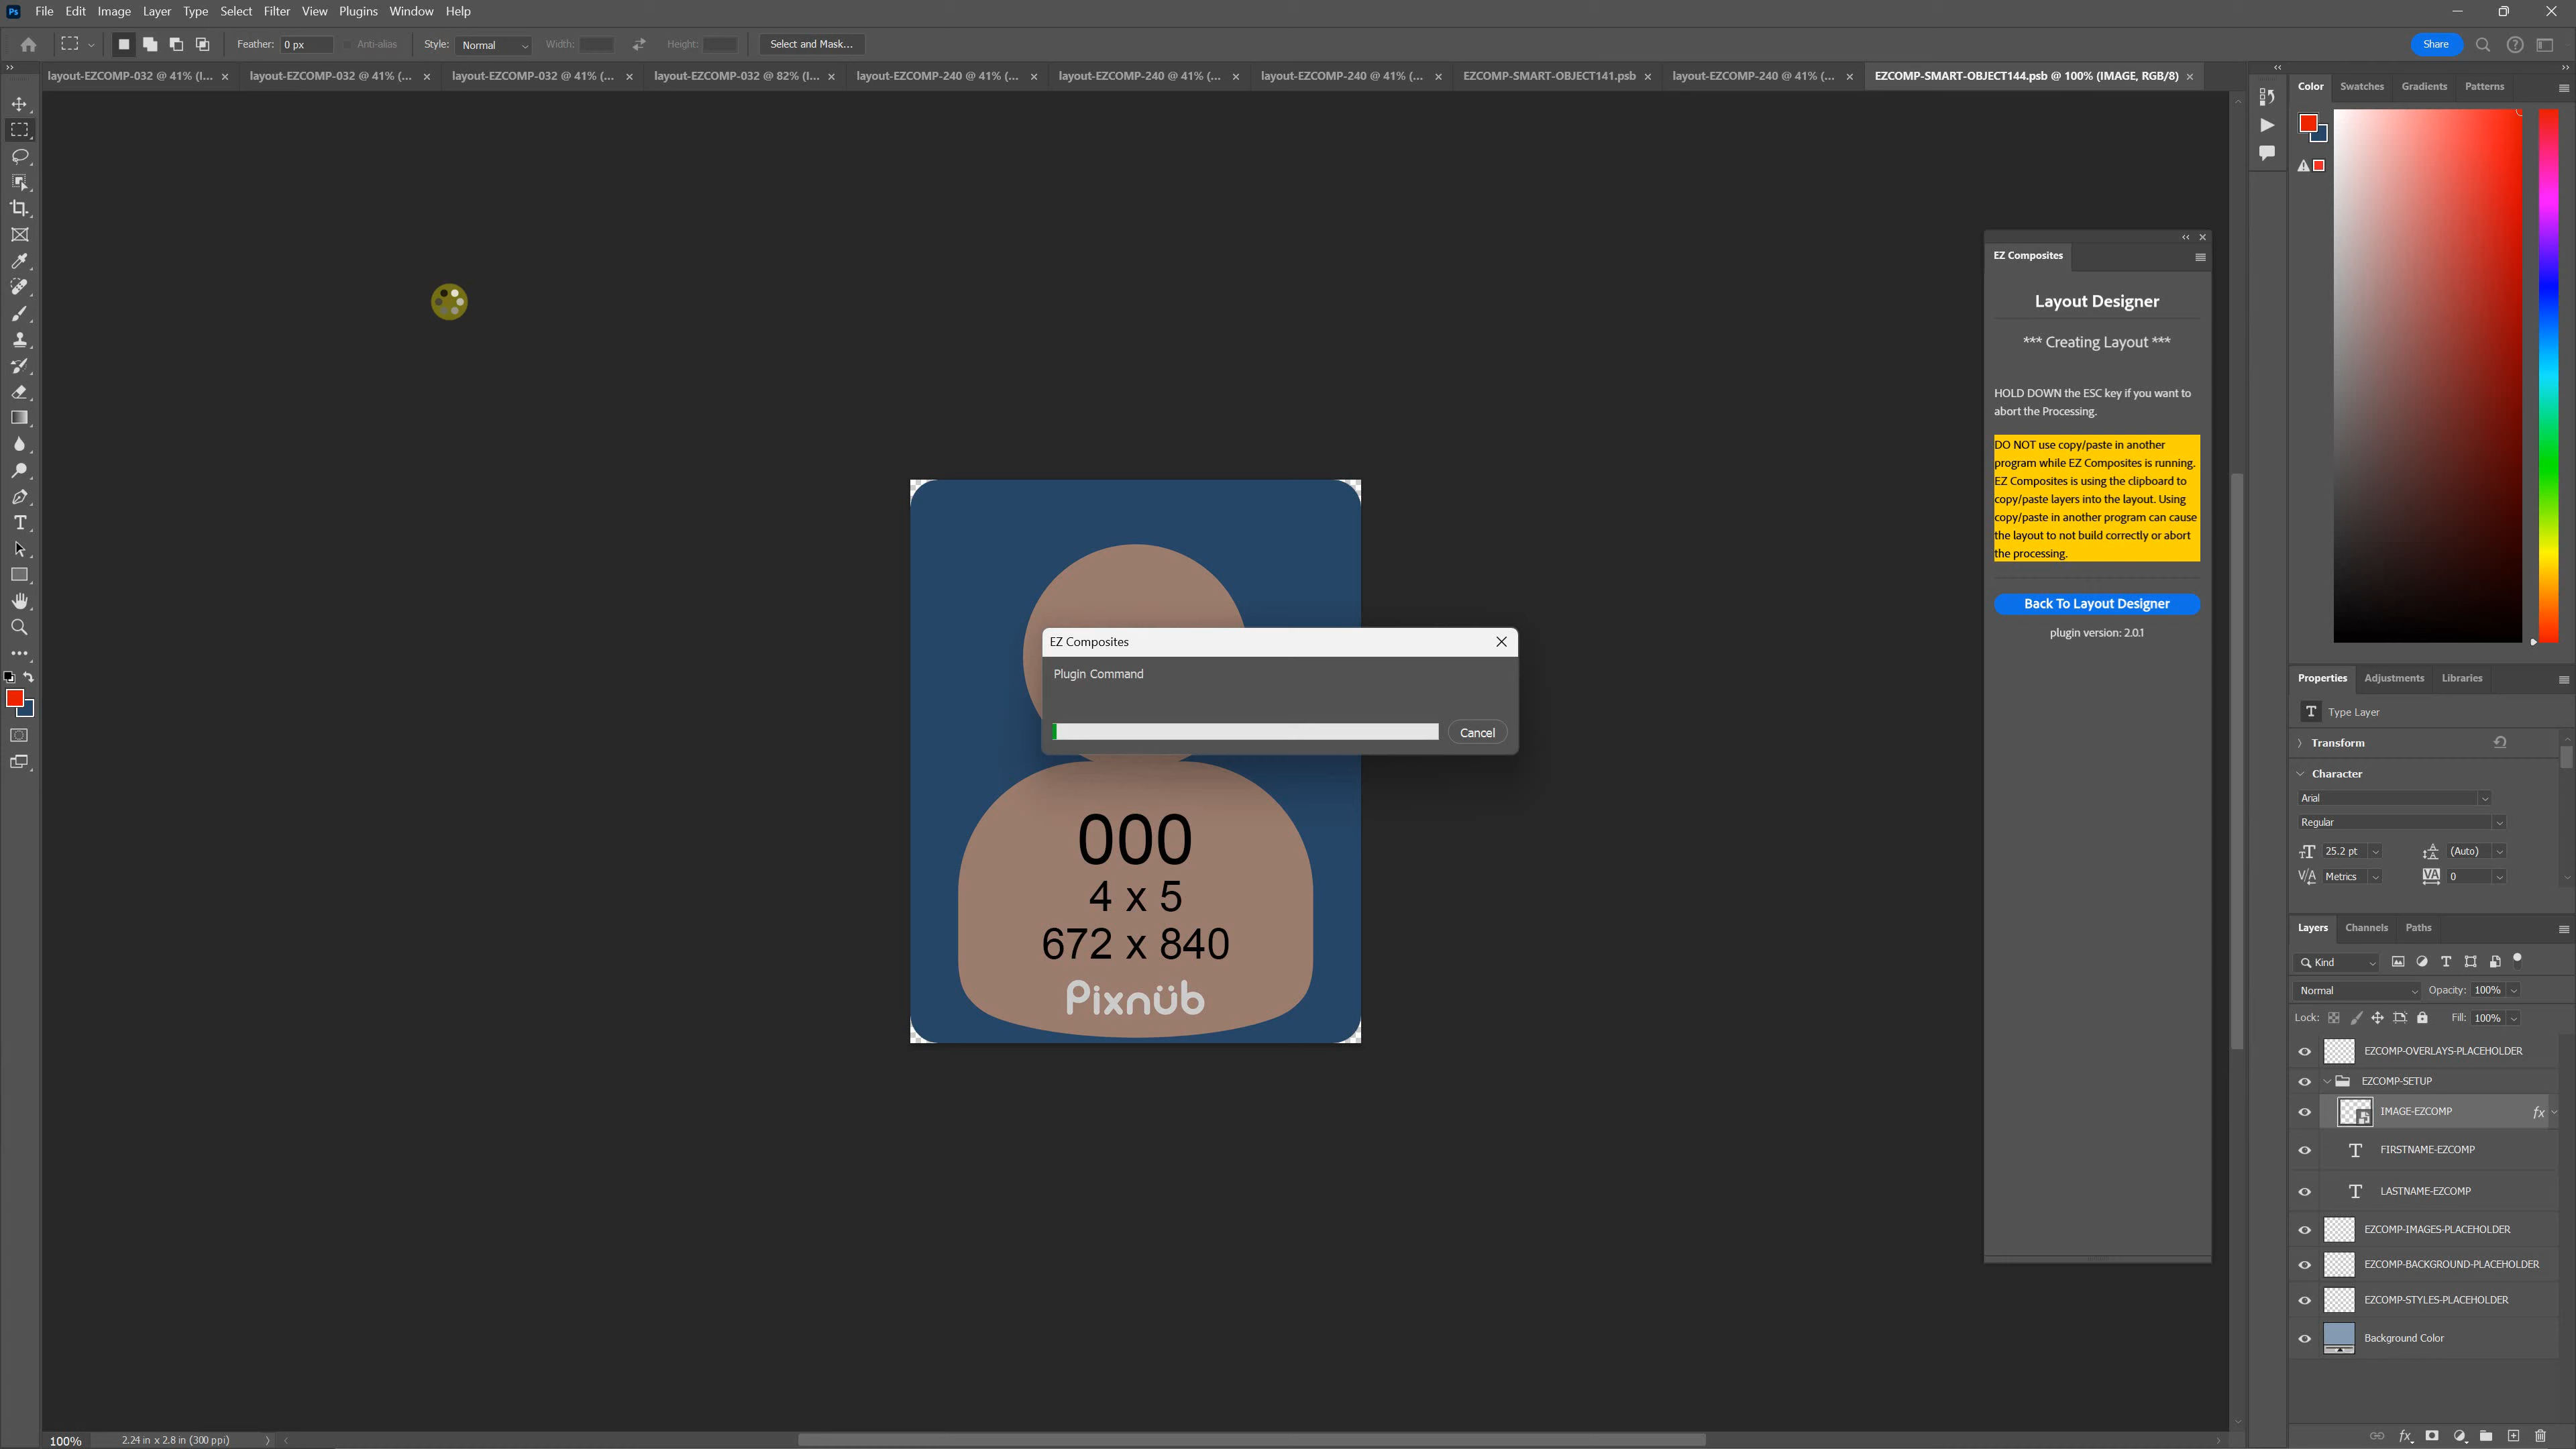 Ps File Edit Image Layer Type Select Filter View Plugins Window Help
Feather: 0 px Anti-alias Style: Normal Width: Height: Select and Mask... Share
layout-EZCOMP-032 @ 41% (I... × layout-EZCOMP-032 @ 41% (... × layout-EZCOMP-032 @ 41% (... × layout-EZCOMP-032 @ 82% (I... × layout-EZCOMP-240 @ 41% (... × layout-EZCOMP-240 @ 41% (... × layout-EZCOMP-240 @ 41% (... × EZCOMP-SMART-OBJECT141.psb × layout-EZCOMP-240 @ 41% (... × EZCOMP-SMART-OBJECT144.psb @ 100% (IMAGE, RGB/8) ×
EZ Composites
Plugin Command
Cancel
000
4 x 5
672 x 840
Pixnüb
100% 2.24 in x 2.8 in (300 ppi)
EZ Composites
Layout Designer
*** Creating Layout ***
HOLD DOWN the ESC key if you want to
abort the Processing.
DO NOT use copy/paste in another
program while EZ Composites is running.
EZ Composites is using the clipboard to
copy/paste layers into the layout. Using
copy/paste in another program can cause
the layout to not build correctly or abort
the processing.
Back To Layout Designer
plugin version: 2.0.1
Color Swatches Gradients Patterns
Properties Adjustments Libraries
T Type Layer
Transform
Character
Arial
Regular
25.2 pt (Auto)
Metrics 0
Layers Channels Paths
Kind
Normal Opacity: 100%
Lock: Fill: 100%
EZCOMP-OVERLAYS-PLACEHOLDER
EZCOMP-SETUP
IMAGE-EZCOMP fx
T FIRSTNAME-EZCOMP
T LASTNAME-EZCOMP
EZCOMP-IMAGES-PLACEHOLDER
EZCOMP-BACKGROUND-PLACEHOLDER
EZCOMP-STYLES-PLACEHOLDER
Background Color
fx